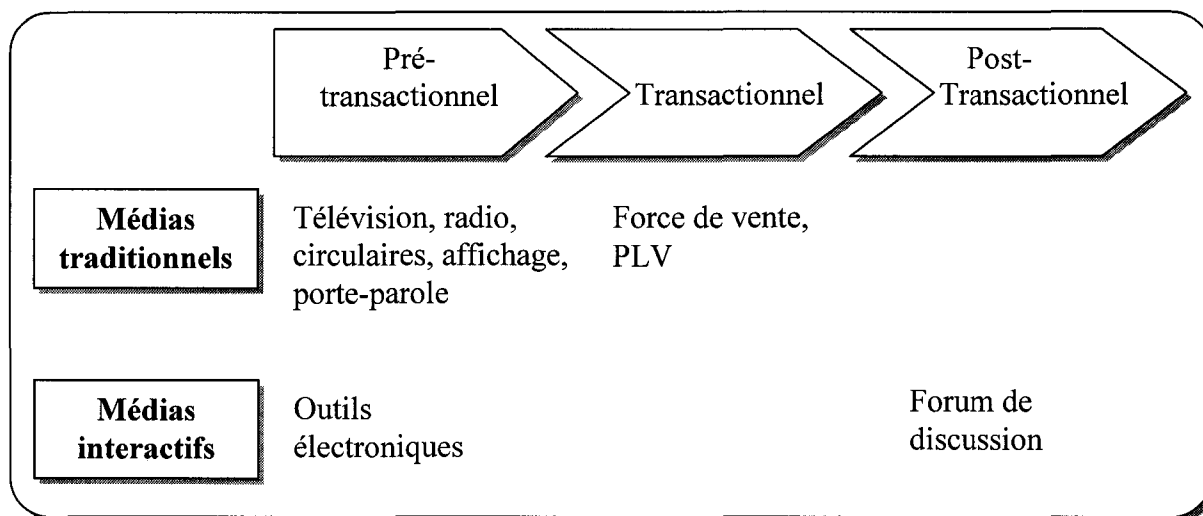 Pré-
transactionnel
Transactionnel
Post-
Transactionnel
Médias
traditionnels
Télévision, radio,
circulaires, affichage,
porte-parole
Force de vente,
PLV
Médias
interactifs
Outils
électroniques
Forum de
discussion